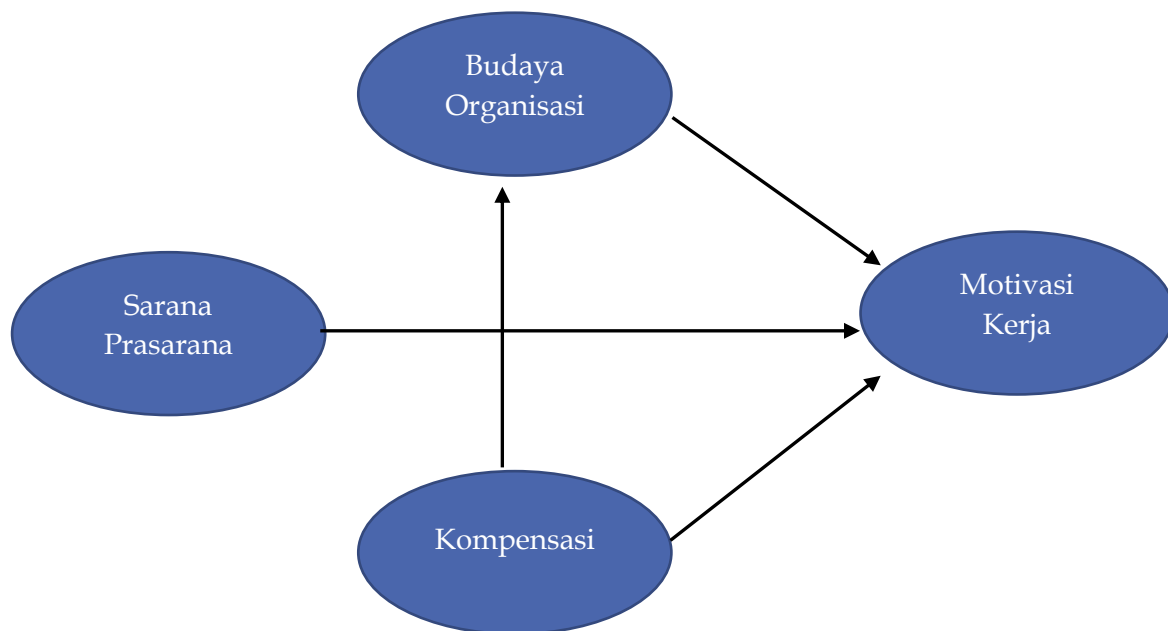 Budaya
Organisasi
Sarana
Prasarana
Motivasi
Kerja
Kompensasi